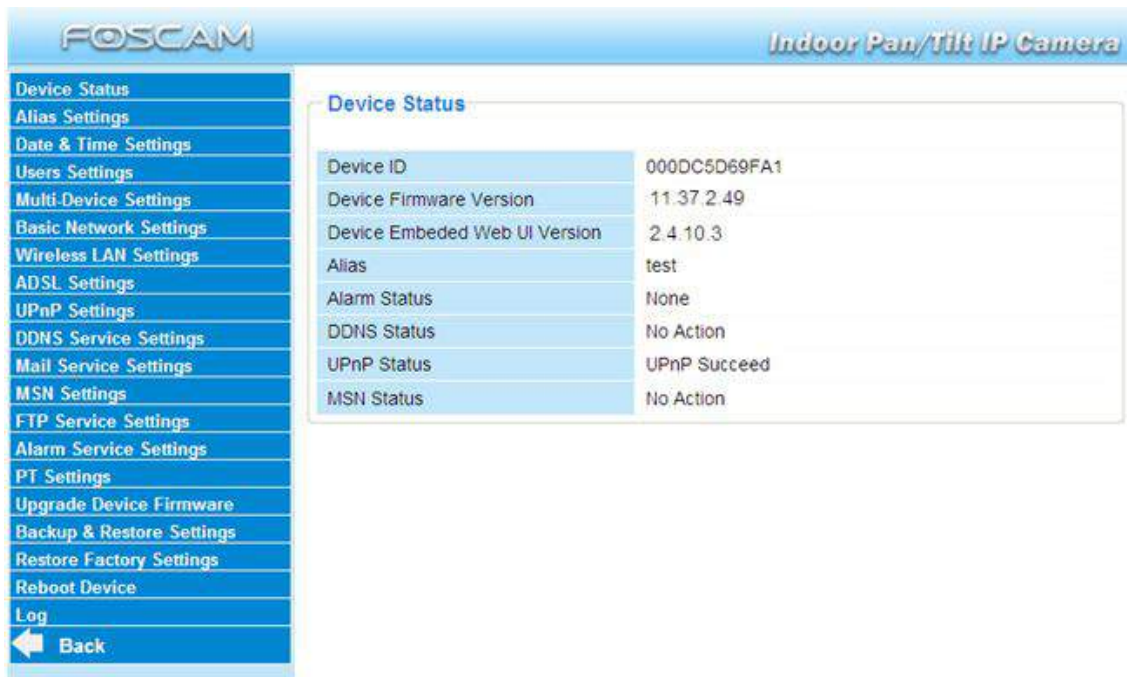 FOSCAM
Indoor Pan/Tilt IP Camera
Device Status
Alias Settings
Date & Time Settings
Users Settings
Multi-Device Settings
Basic Network Settings
Wireless LAN Settings
ADSL Settings
UPnP Settings
DDNS Service Settings
Mail Service Settings
MSN Settings
FTP Service Settings
Alarm Service Settings
PT Settings
Upgrade Device Firmware
Backup & Restore Settings
Restore Factory Settings
Reboot Device
Log
Back
Device Status
Device ID 000DC5D69FA1
Device Firmware Version 11.37.2.49
Device Embeded Web UI Version 2.4.10.3
Alias test
Alarm Status None
DDNS Status No Action
UPnP Status UPnP Succeed
MSN Status No Action